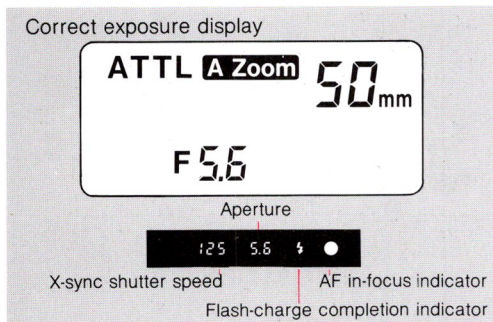 Correct exposure display
ATTL A Zoom 50mm
F 5.6
Aperture
125 5.6
X-sync shutter speed AF in-focus indicator
Flash-charge completion indicator